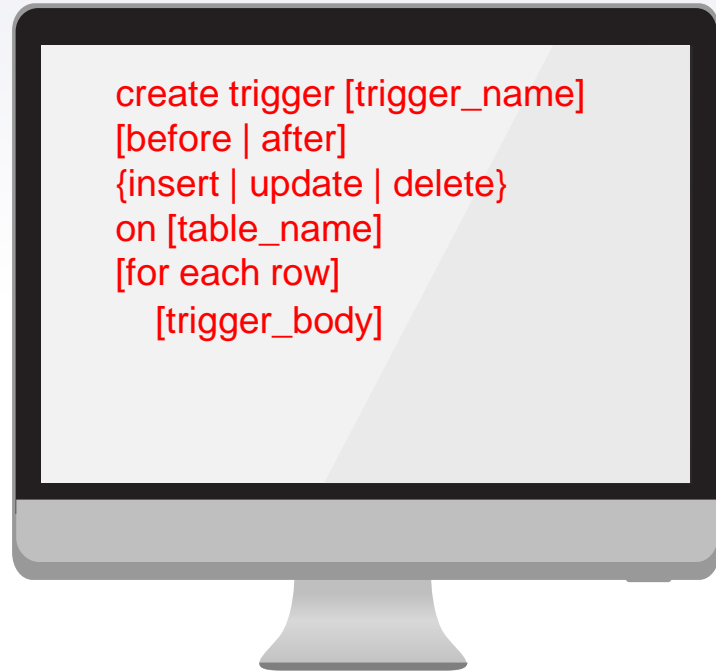 create trigger [trigger_name]
[before | after]
{insert | update | delete}
on [table_name]
[for each row]
[trigger_body]